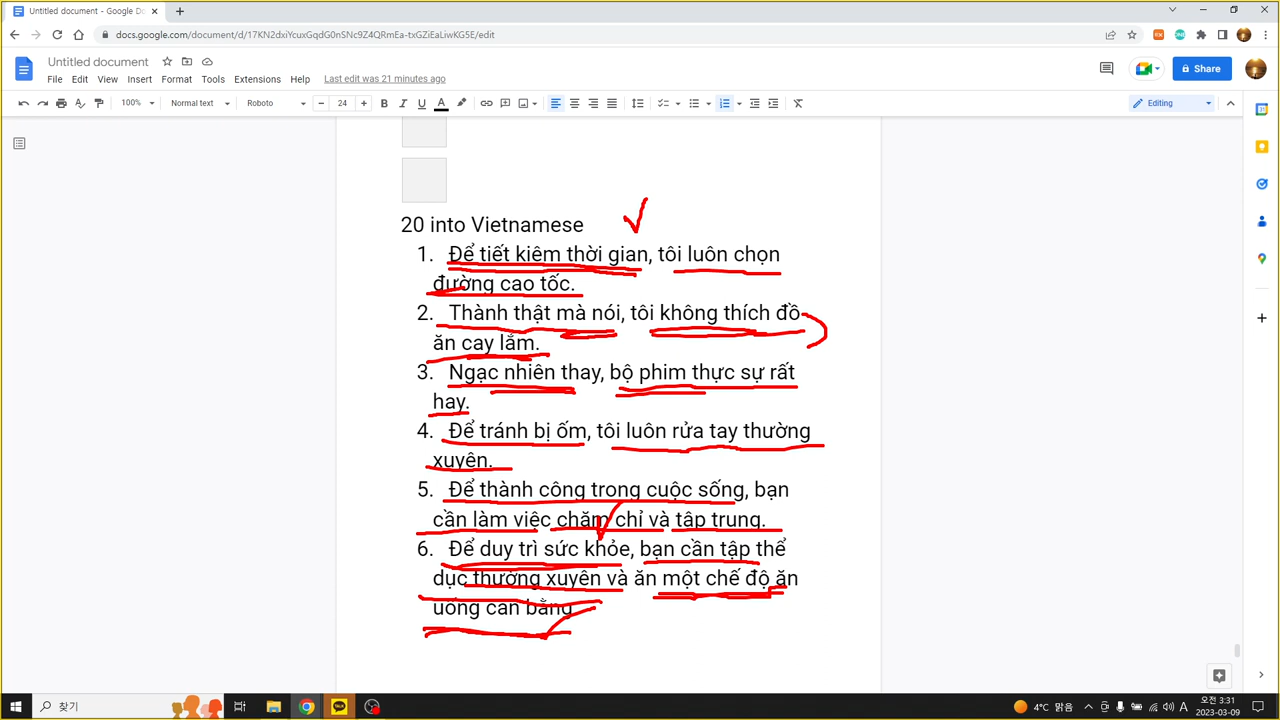 Untitled document - Google Do
docs.google.com/document/d/17KN2dxiYcuxGqdG0nSNc9Z4QRmEa-txGZiEaLiwKG5E/edit
Untitled document
File Edit View Insert Format Tools Extensions Help Last edit was 21 minutes ago
Share
100% Normal text Roboto 24 B I U A Editing
20 into Vietnamese
1. Để tiết kiêm thời gian, tôi luôn chọn
đường cao tốc.
2. Thành thật mà nói, tôi không thích đồ
ăn cay lắm.
3. Ngạc nhiên thay, bộ phim thực sự rất
hay.
4. Để tránh bị ốm, tôi luôn rửa tay thường
xuyên.
5. Để thành công trong cuộc sống, bạn
cần làm việc chăm chỉ và tập trung.
6. Để duy trì sức khỏe, bạn cần tập thể
dục thường xuyên và ăn một chế độ ăn
uống cân bằng
찾기
4°C 맑음
A
오전 3:31
2023-03-09